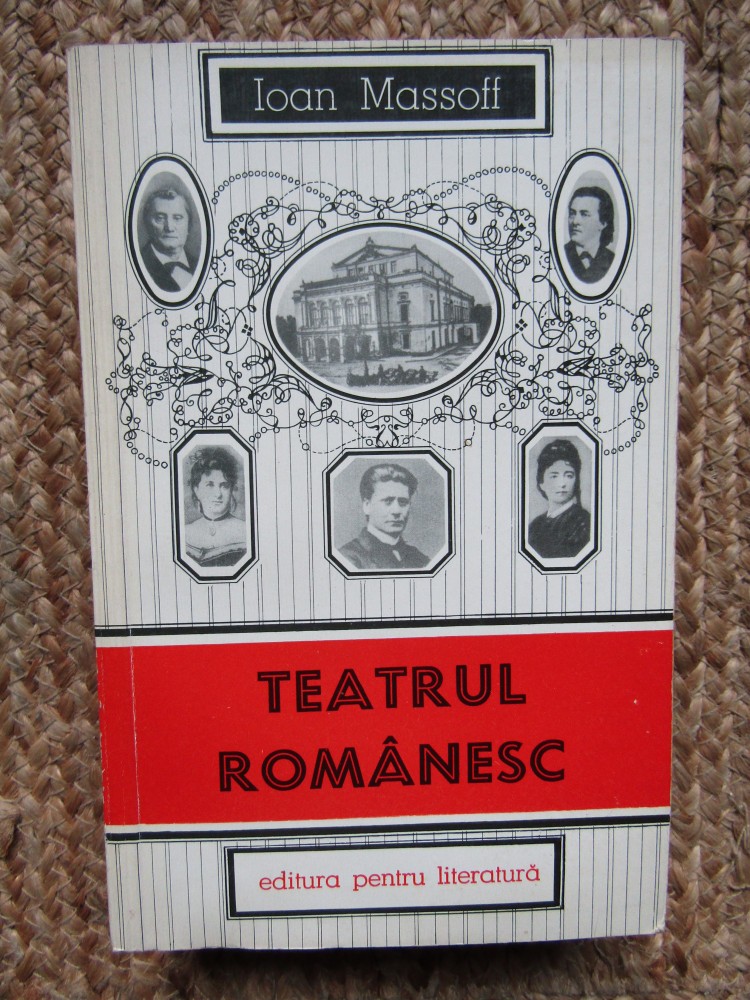 Ioan Massoff
TEATRUL
ROMÂNESC
editura pentru literatură